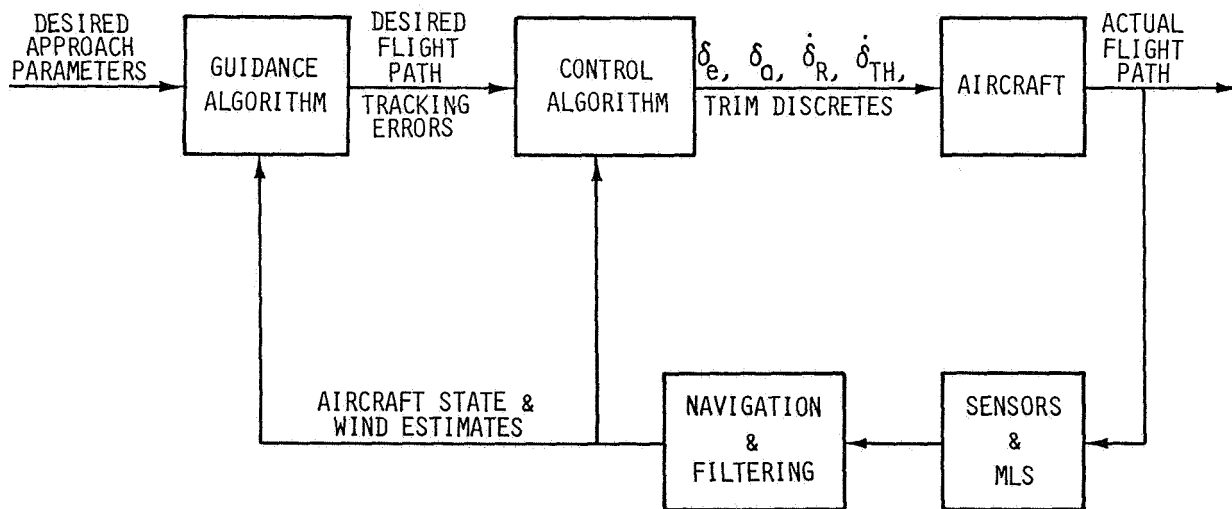 DESIRED
APPROACH
PARAMETERS
GUIDANCE
ALGORITHM
DESIRED
FLIGHT
PATH
TRACKING
ERRORS
CONTROL
ALGORITHM
δe, δa, δ̇R, δ̇TH,
TRIM DISCRETES
AIRCRAFT
ACTUAL
FLIGHT
PATH
AIRCRAFT STATE &
WIND ESTIMATES
NAVIGATION
&
FILTERING
SENSORS
&
MLS